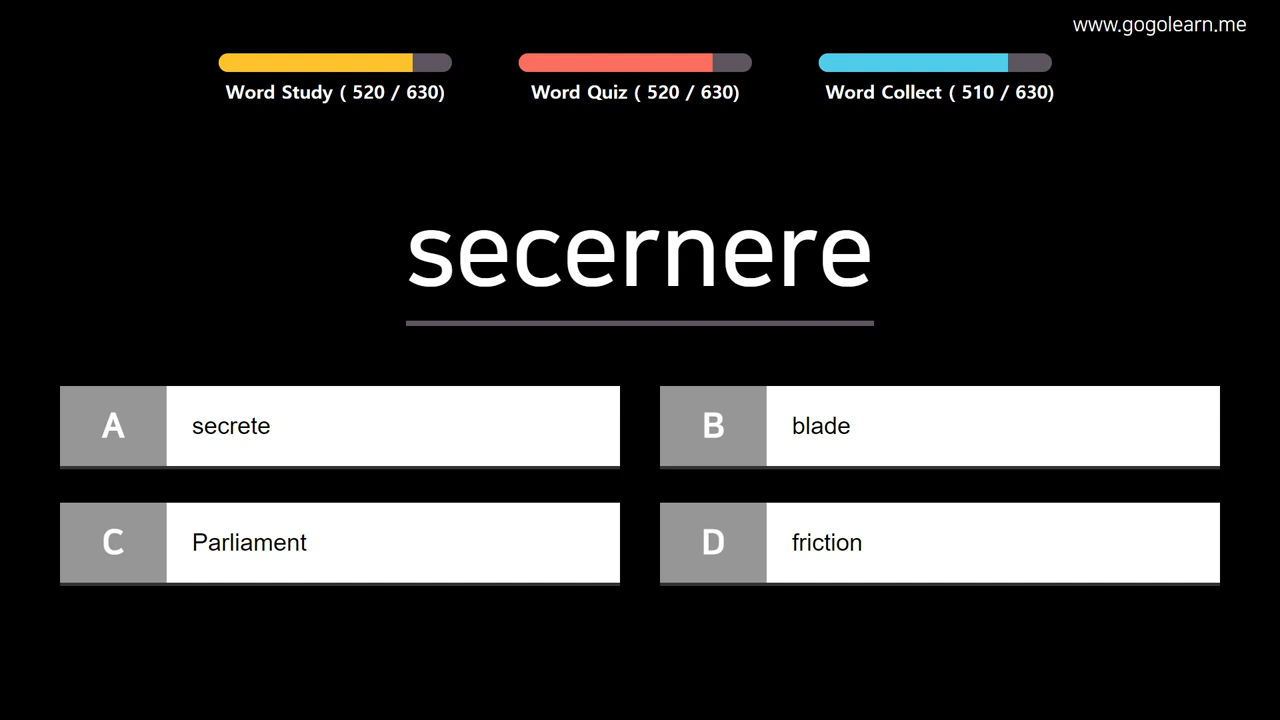 www.gogolearn.me
Word Study ( 520 / 630)
Word Quiz ( 520 / 630)
Word Collect ( 510 / 630)
secernere
A secrete
B blade
C Parliament
D friction